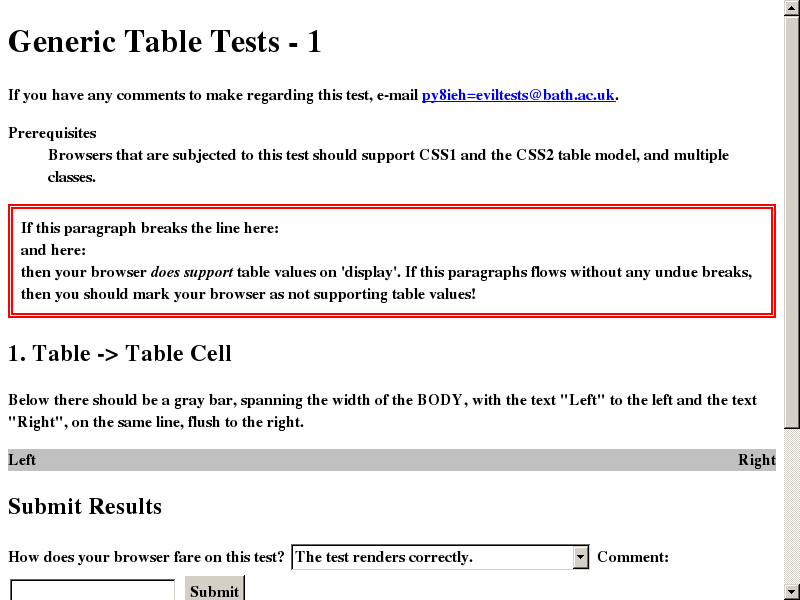 Generic Table Tests - 1
If you have any comments to make regarding this test, e-mail py8ieh=eviltests@bath.ac.uk.
Prerequisites
Browsers that are subjected to this test should support CSS1 and the CSS2 table model, and multiple
classes.
If this paragraph breaks the line here:
and here:
then your browser does support table values on 'display'. If this paragraphs flows without any undue breaks,
then you should mark your browser as not supporting table values!
1. Table -> Table Cell
Below there should be a gray bar, spanning the width of the BODY, with the text "Left" to the left and the text
"Right", on the same line, flush to the right.
Left Right
Submit Results
How does your browser fare on this test? The test renders correctly. Comment:
Submit